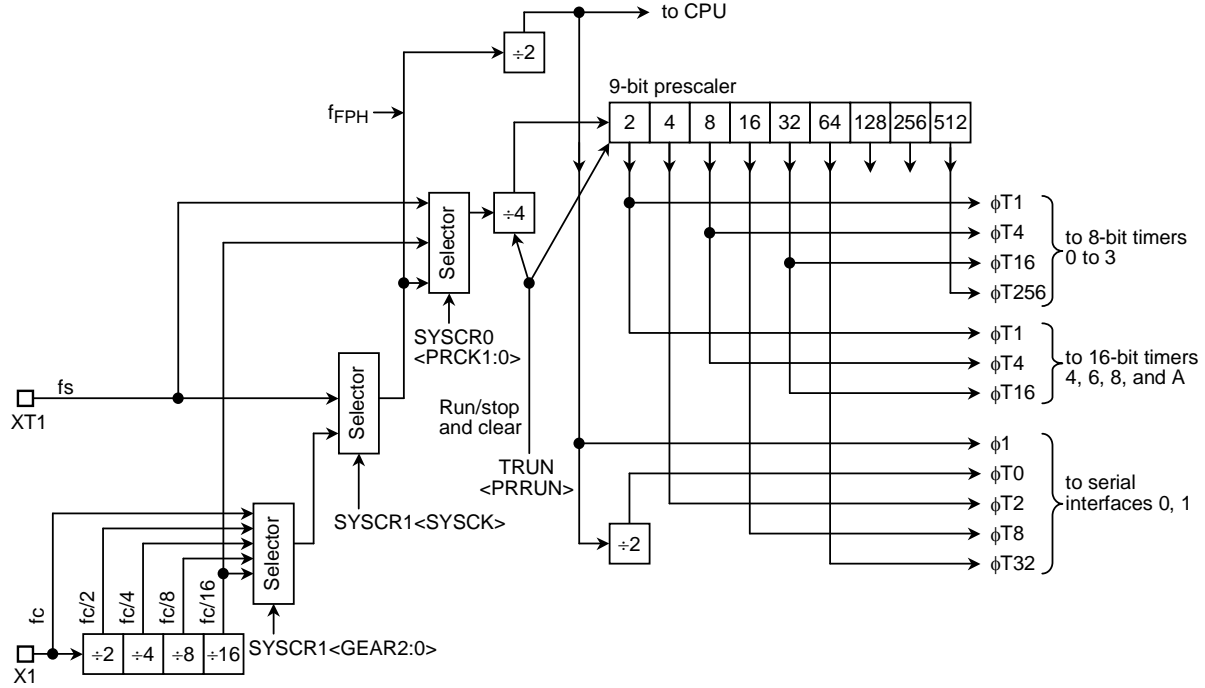 to CPU
÷2
9-bit prescaler
fFPH
2 4 8 16 32 64 128 256 512
Selector
÷4
ϕT1
ϕT4
ϕT16
ϕT256
to 8-bit timers
0 to 3
SYSCR0
<PRCK1:0>
ϕT1
ϕT4
ϕT16
to 16-bit timers
4, 6, 8, and A
fs
XT1
Selector
Run/stop
and clear
TRUN
<PRRUN>
ϕ1
ϕT0
ϕT2
ϕT8
ϕT32
to serial
interfaces 0, 1
SYSCR1<SYSCK>
÷2
Selector
fc
fc/2
fc/4
fc/8
fc/16
SYSCR1<GEAR2:0>
X1
÷2 ÷4 ÷8 ÷16